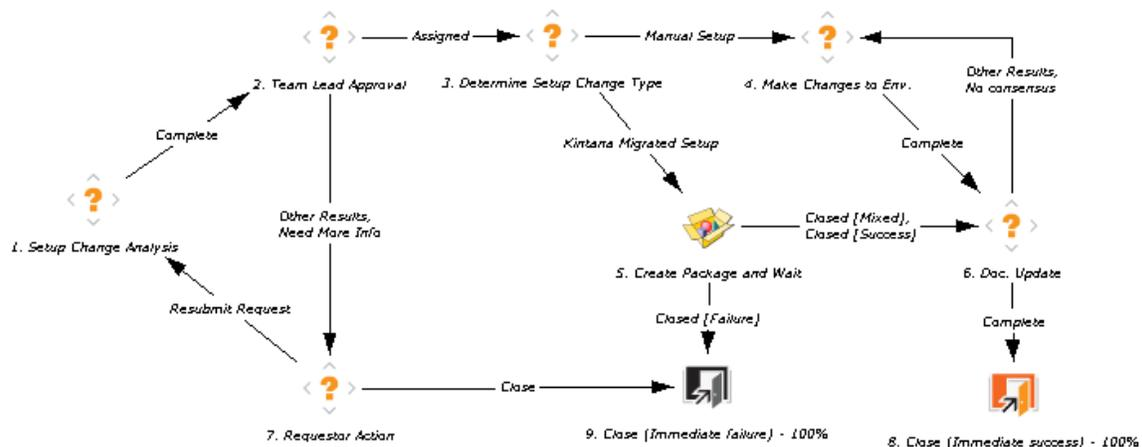 Assigned
Manual Setup
2. Team Lead Approval
3. Determine Setup Change Type
4. Make Changes to Env.
Other Results,
No consensus
Complete
Kintana Migrated Setup
Complete
Other Results,
Need More Info
Closed [Mixed],
Closed [Success]
1. Setup Change Analysis
5. Create Package and Wait
6. Doc. Update
Resubmit Request
Closed [Failure]
Complete
Close
7. Requestor Action
9. Close (Immediate failure) - 100%
8. Close (Immediate success) - 100%